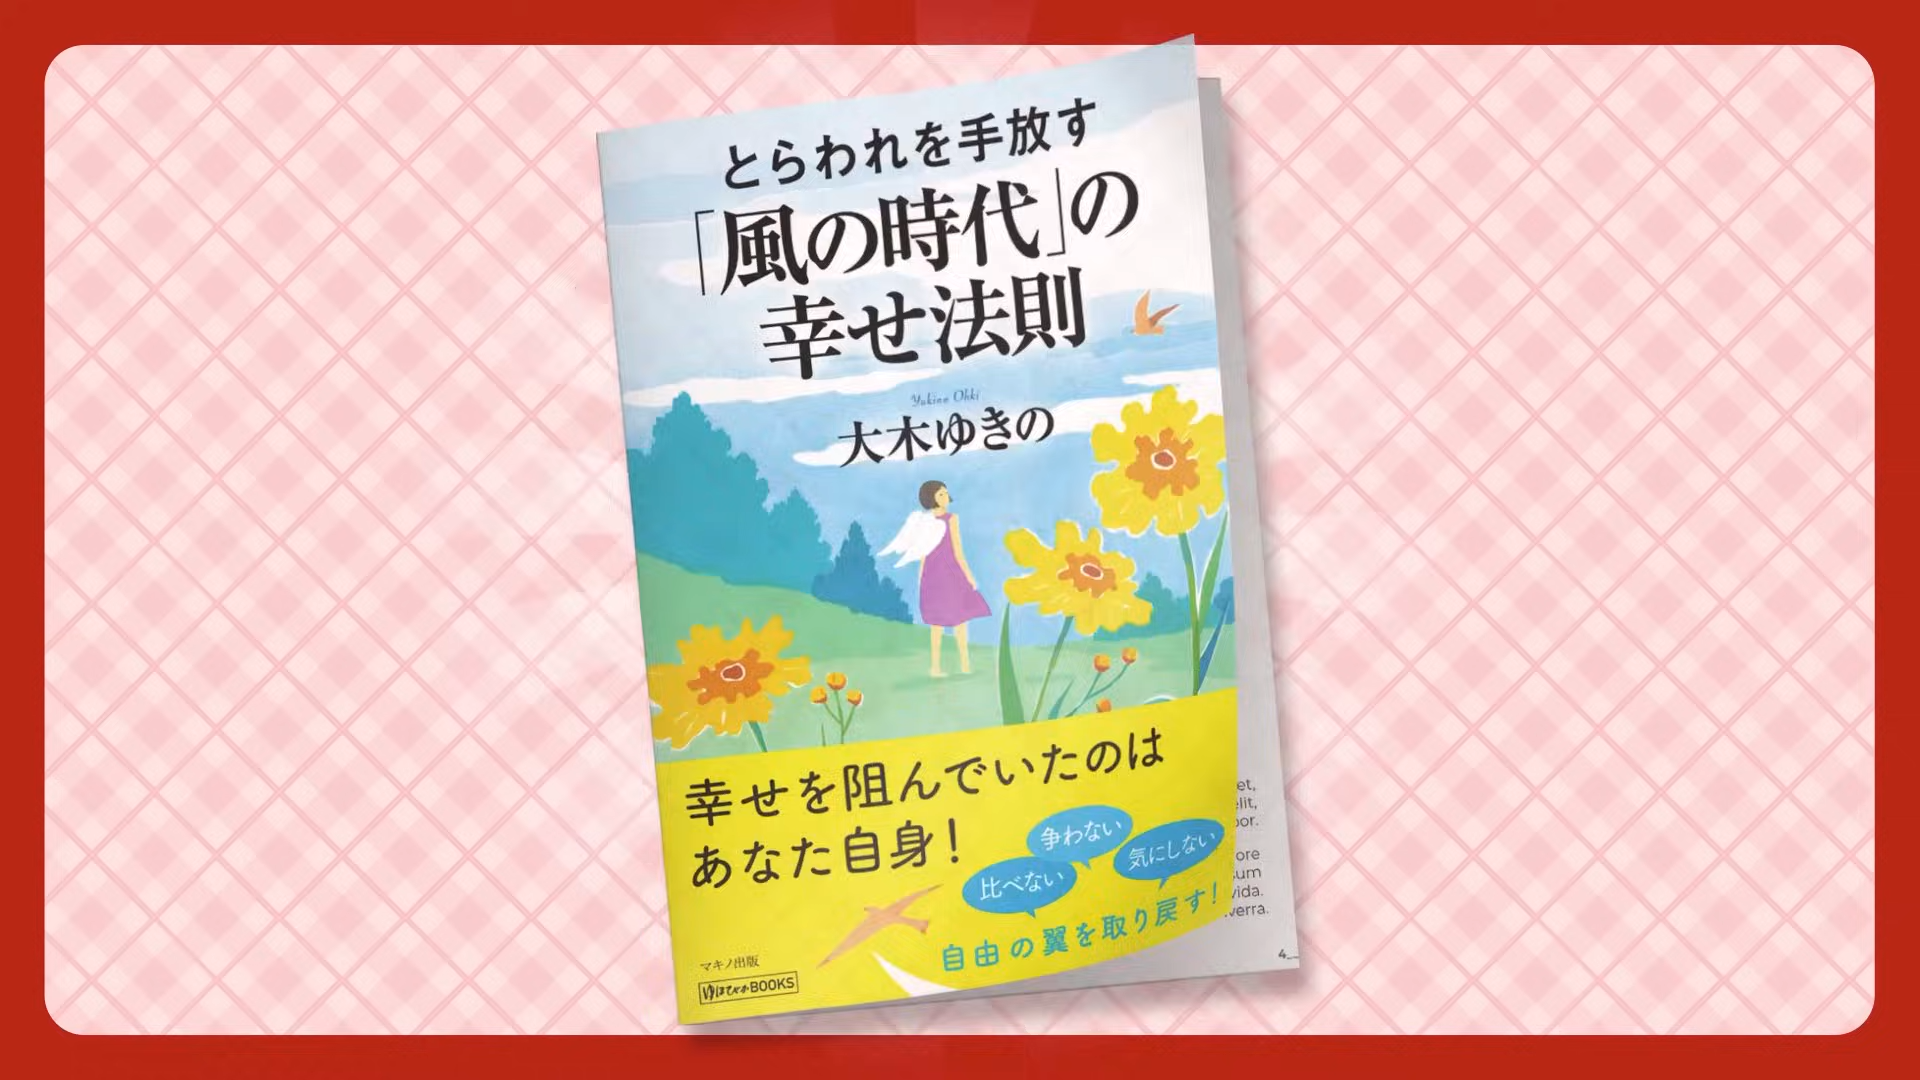 とらわれを手放す
「風の時代」の
幸せ法則
Yukino Ohki
大木ゆきの
幸せを阻んでいたのは
あなた自身！
争わない
気にしない
比べない
自由の翼を取り戻す！
マキノ出版
ゆほびかBOOKS
et,
elit,
por.
ore
sum
vida.
verra.
4